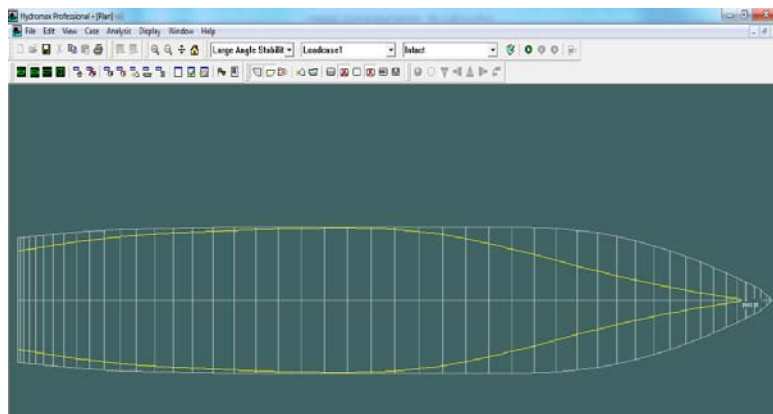 Hydromax Professional - [Plan]
File Edit View Case Analysis Display Window Help
Large Angle Stabilit Loadcase1 Intact